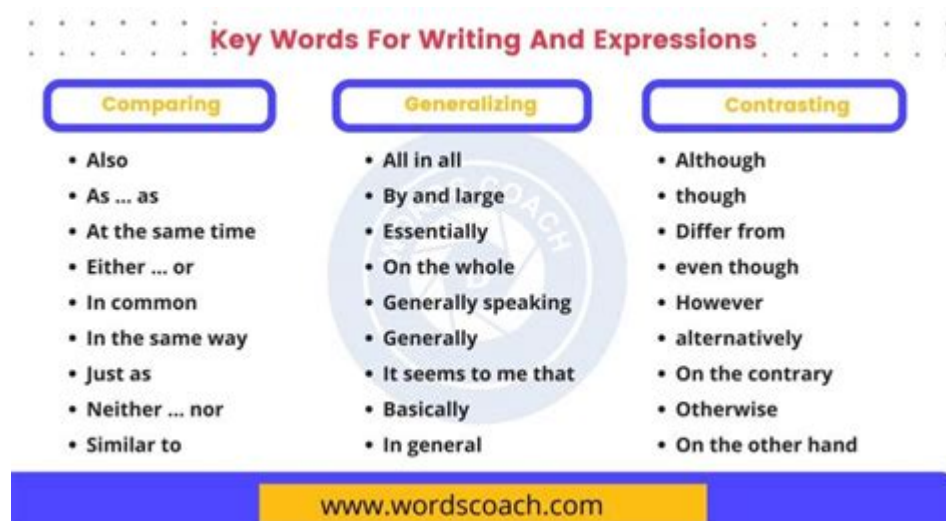 Key Words For Writing And Expressions
Comparing
• Also
• As ... as
• At the same time
• Either ... or
• In common
• In the same way
• Just as
• Neither ... nor
• Similar to
Generalizing
• All in all
• By and large
• Essentially
• On the whole
• Generally speaking
• Generally
• It seems to me that
• Basically
• In general
Contrasting
• Although
• though
• Differ from
• even though
• However
• alternatively
• On the contrary
• Otherwise
• On the other hand
www.wordscoach.com